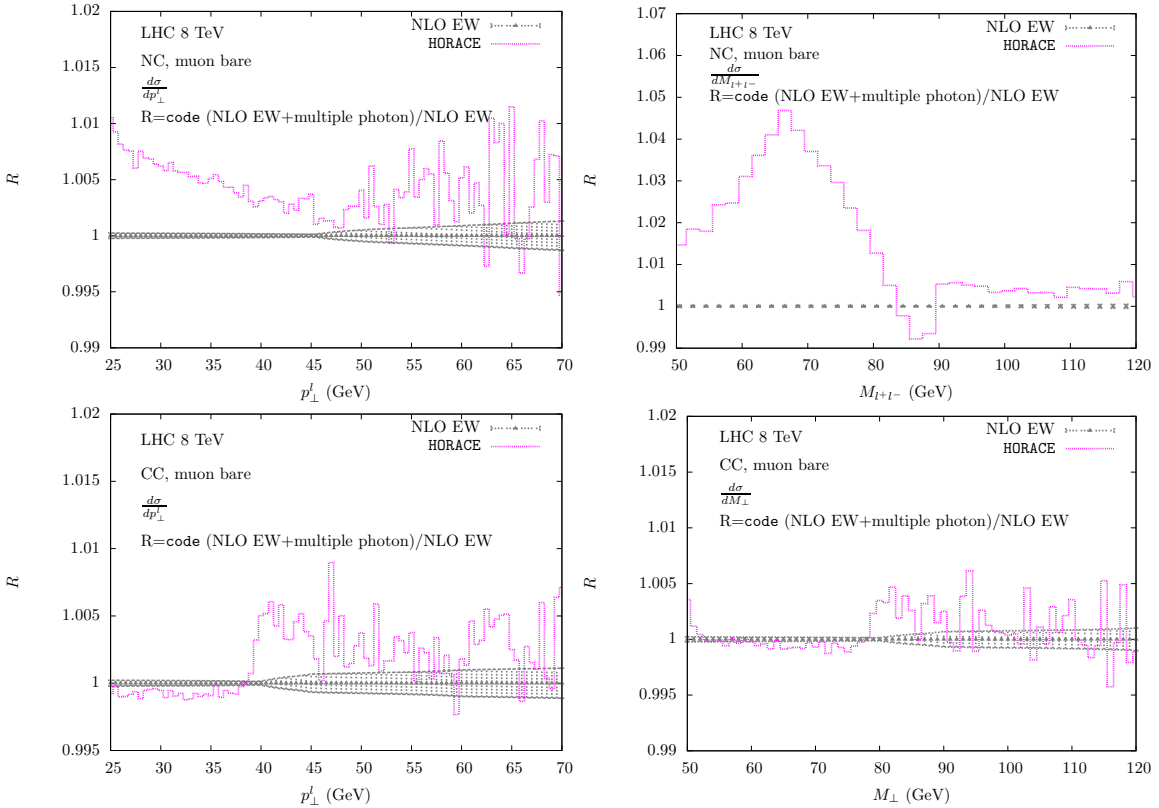 1.02
1.015
1.01
1.005
1
0.995
0.99
R
LHC 8 TeV
NC, muon bare
dσ
dp^l_⊥
R=code (NLO EW+multiple photon)/NLO EW
NLO EW
HORACE
25 30 35 40 45 50 55 60 65 70
p^l_⊥ (GeV)
1.07
1.06
1.05
1.04
1.03
1.02
1.01
1
0.99
R
LHC 8 TeV
NC, muon bare
dσ
dM_{l+l−}
R=code (NLO EW+multiple photon)/NLO EW
NLO EW
HORACE
50 60 70 80 90 100 110 120
M_{l+l−} (GeV)
1.02
1.015
1.01
1.005
1
0.995
R
LHC 8 TeV
CC, muon bare
dσ
dp^l_⊥
R=code (NLO EW+multiple photon)/NLO EW
NLO EW
HORACE
25 30 35 40 45 50 55 60 65 70
p^l_⊥ (GeV)
1.02
1.015
1.01
1.005
1
0.995
0.99
R
LHC 8 TeV
CC, muon bare
dσ
dM_⊥
R=code (NLO EW+multiple photon)/NLO EW
NLO EW
HORACE
50 60 70 80 90 100 110 120
M_⊥ (GeV)